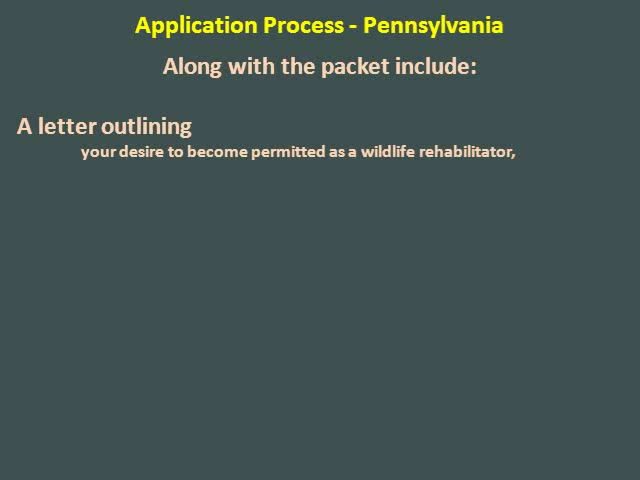 Application Process - Pennsylvania
Along with the packet include:
A letter outlining
your desire to become permitted as a wildlife rehabilitator,